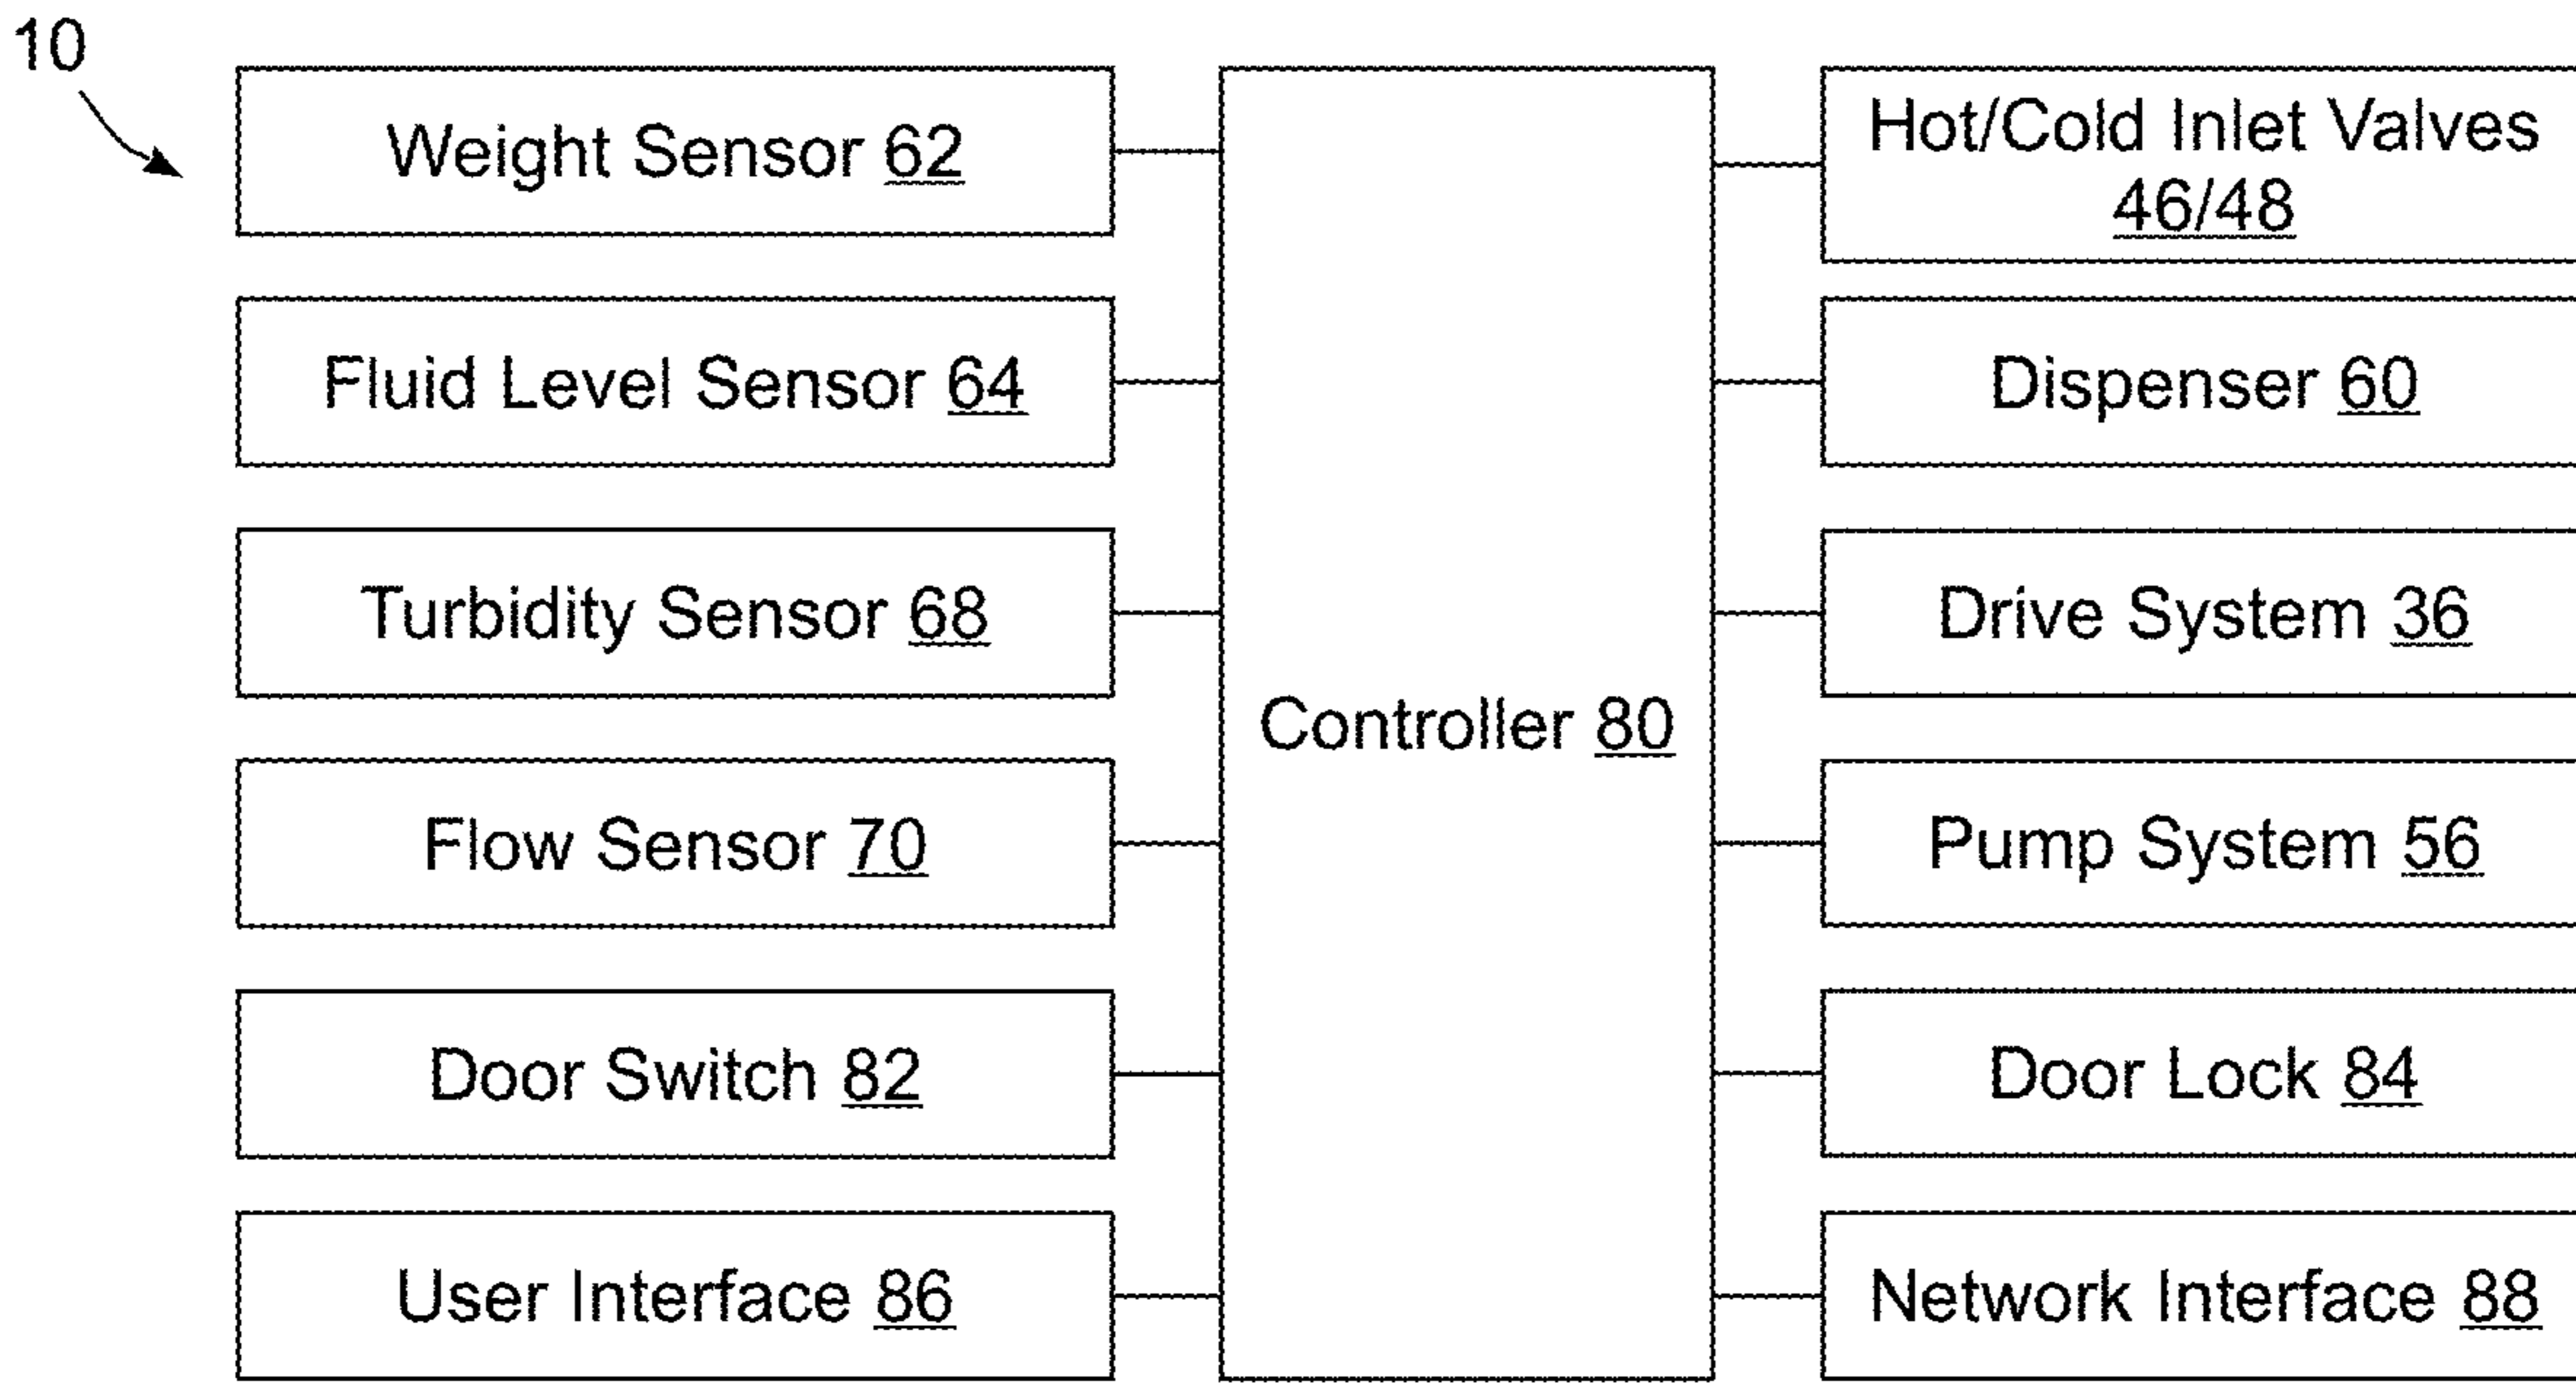 10
Weight Sensor 62
Fluid Level Sensor 64
Turbidity Sensor 68
Flow Sensor 70
Door Switch 82
User Interface 86
Controller 80
Hot/Cold Inlet Valves
46/48
Dispenser 60
Drive System 36
Pump System 56
Door Lock 84
Network Interface 88